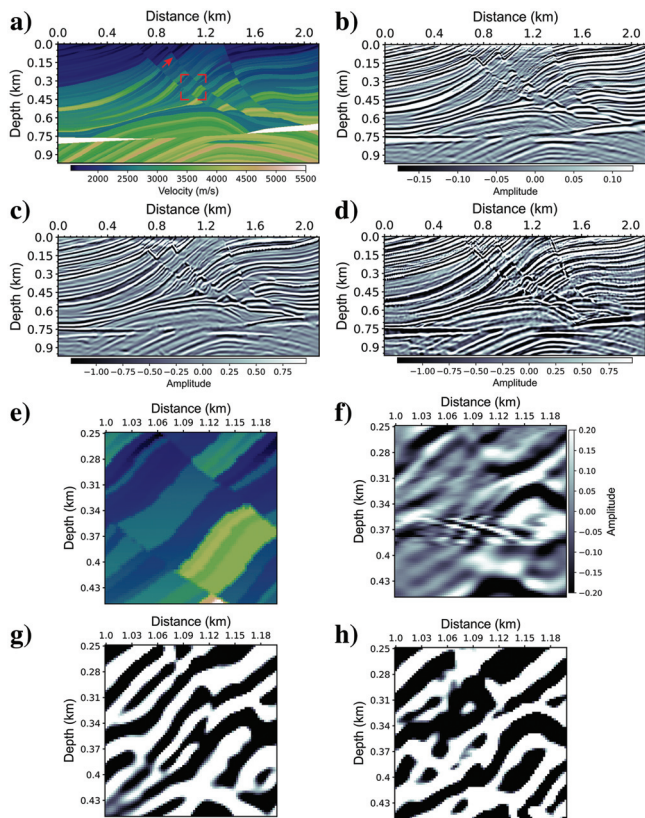 a)
Distance (km)
0.0 0.4 0.8 1.2 1.6 2.0
Depth (km)
0.0
0.15
0.3
0.45
0.6
0.75
0.9
2000 2500 3000 3500 4000 4500 5000 5500
Velocity (m/s)
b)
Distance (km)
0.0 0.4 0.8 1.2 1.6 2.0
Depth (km)
0.0
0.15
0.3
0.45
0.6
0.75
0.9
−0.15 −0.10 −0.05 0.00 0.05 0.10
Amplitude
c)
Distance (km)
0.0 0.4 0.8 1.2 1.6 2.0
Depth (km)
0.0
0.15
0.3
0.45
0.6
0.75
0.9
−1.00 −0.75 −0.50 −0.25 0.00 0.25 0.50 0.75
Amplitude
d)
Distance (km)
0.0 0.4 0.8 1.2 1.6 2.0
Depth (km)
0.0
0.15
0.3
0.45
0.6
0.75
0.9
−1.00 −0.75 −0.50 −0.25 0.00 0.25 0.50 0.75
Amplitude
e)
Distance (km)
1.0 1.03 1.06 1.09 1.12 1.15 1.18
Depth (km)
0.25
0.28
0.31
0.34
0.37
0.4
0.43
f)
Distance (km)
1.0 1.03 1.06 1.09 1.12 1.15 1.18
Depth (km)
0.25
0.28
0.31
0.34
0.37
0.4
0.43
0.20
0.15
0.10
0.05
0.00
−0.05
−0.10
−0.15
−0.20
Amplitude
g)
Distance (km)
1.0 1.03 1.06 1.09 1.12 1.15 1.18
Depth (km)
0.25
0.28
0.31
0.34
0.37
0.4
0.43
h)
Distance (km)
1.0 1.03 1.06 1.09 1.12 1.15 1.18
Depth (km)
0.25
0.28
0.31
0.34
0.37
0.4
0.43